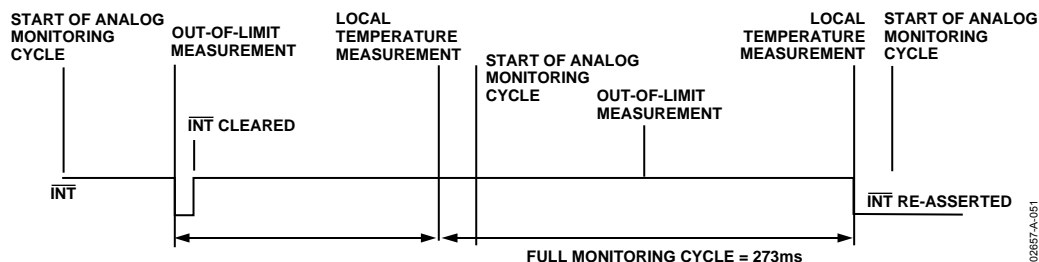 START OF ANALOG
MONITORING
CYCLE
OUT-OF-LIMIT
MEASUREMENT
LOCAL
TEMPERATURE
MEASUREMENT
START OF ANALOG
MONITORING
CYCLE
OUT-OF-LIMIT
MEASUREMENT
LOCAL
TEMPERATURE
MEASUREMENT
START OF ANALOG
MONITORING
CYCLE
INT CLEARED
INT
INT RE-ASSERTED
FULL MONITORING CYCLE = 273ms
02657-A-051